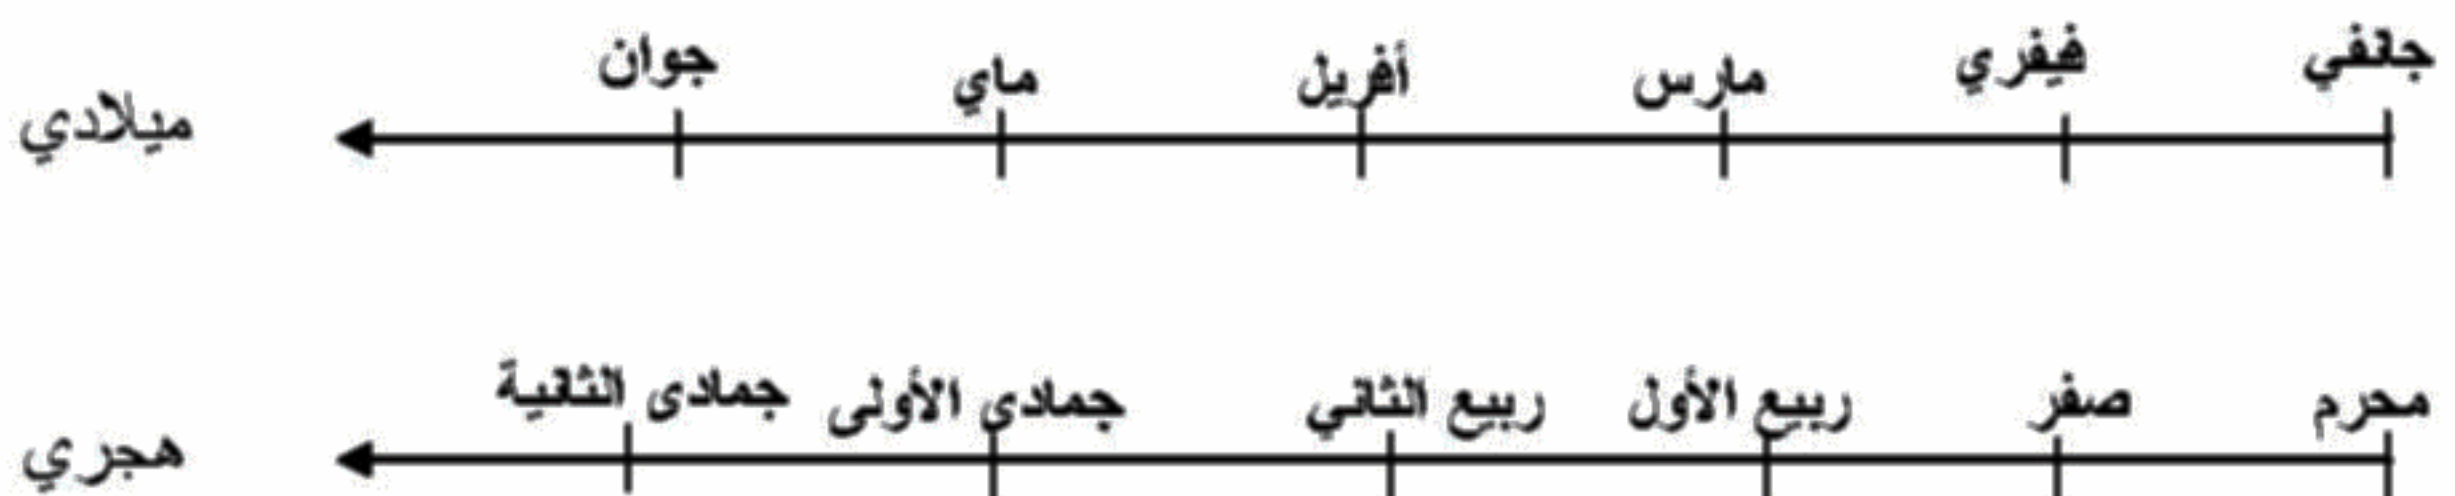 جانفي فيفري مارس أفريل ماي جوان
ميلادي
محرم صفر ربيع الأول ربيع الثاني جمادى الأولى جمادى الثانية
هجري